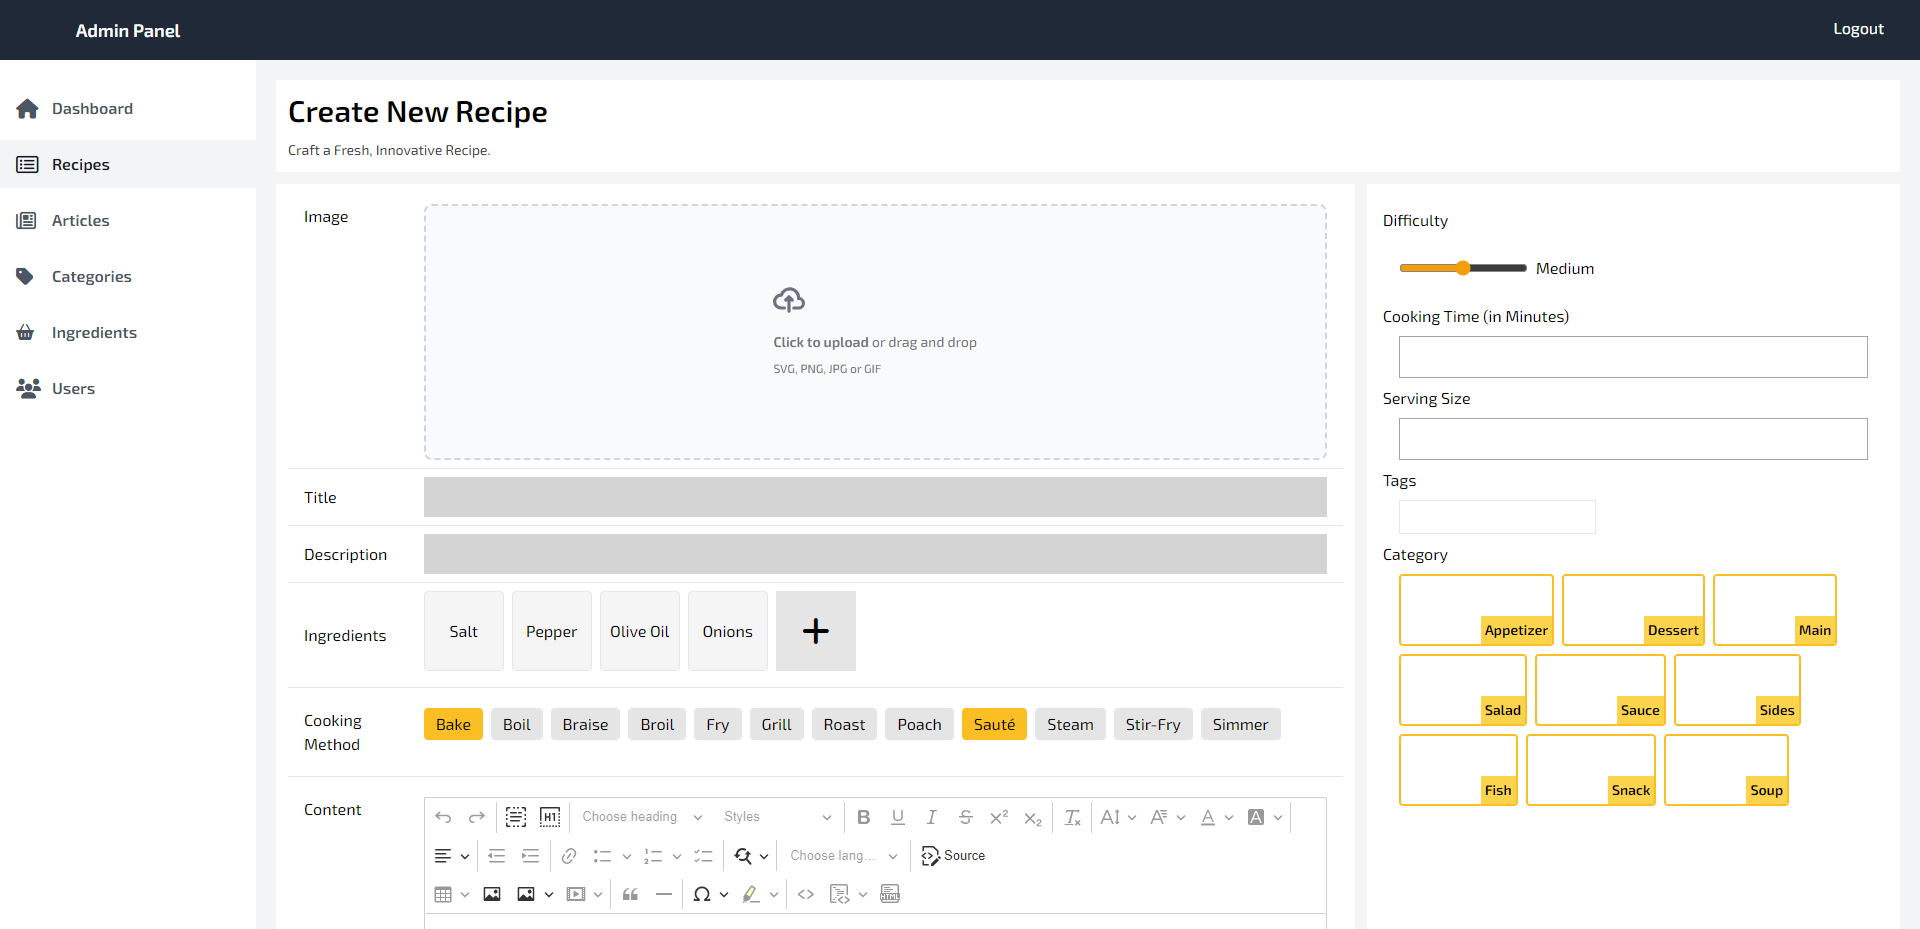 Admin Panel
Logout
Dashboard
Recipes
Articles
Categories
Ingredients
Users
Create New Recipe
Craft a Fresh, Innovative Recipe.
Image
Click to upload or drag and drop
SVG, PNG, JPG or GIF
Title
Description
Ingredients
Salt
Pepper
Olive Oil
Onions
Cooking
Method
Bake
Boil
Braise
Broil
Fry
Grill
Roast
Poach
Sauté
Steam
Stir-Fry
Simmer
Content
Choose heading
Styles
Choose lang...
Source
Difficulty
Medium
Cooking Time (in Minutes)
Serving Size
Tags
Category
Appetizer
Dessert
Main
Salad
Sauce
Sides
Fish
Snack
Soup